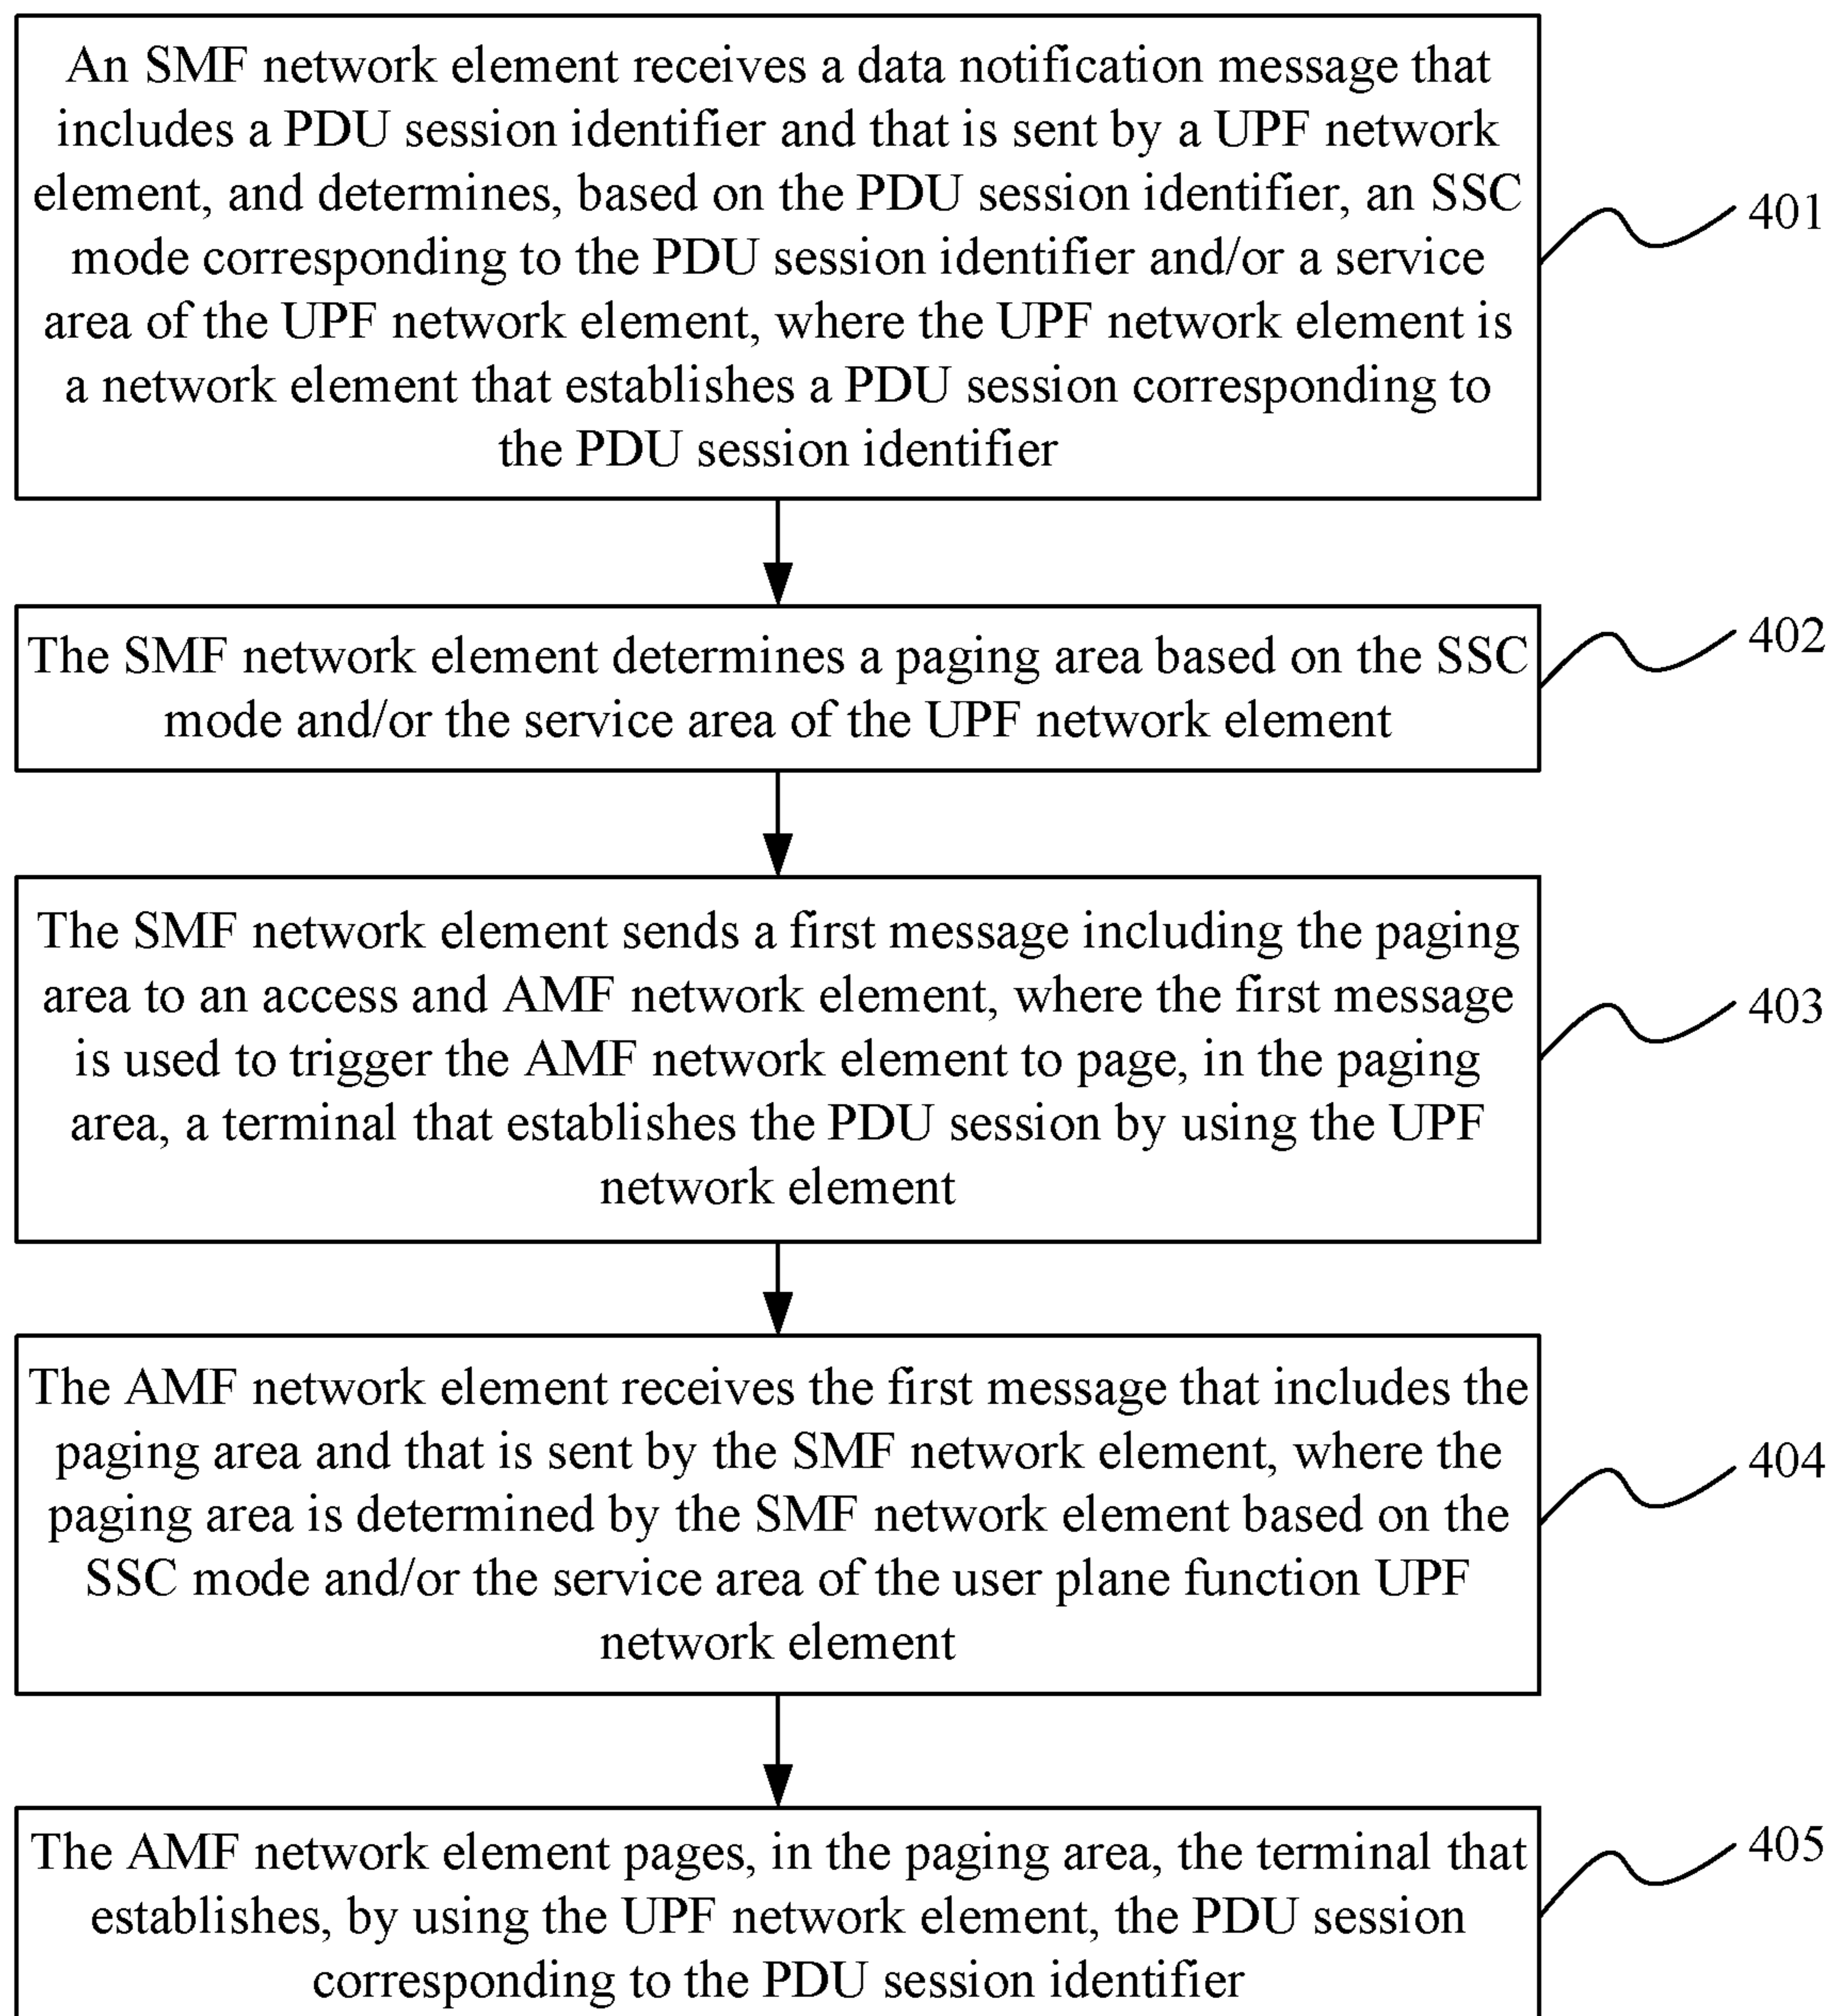 An SMF network element receives a data notification message that
includes a PDU session identifier and that is sent by a UPF network
element, and determines, based on the PDU session identifier, an SSC
mode corresponding to the PDU session identifier and/or a service
area of the UPF network element, where the UPF network element is
a network element that establishes a PDU session corresponding to
the PDU session identifier
401
The SMF network element determines a paging area based on the SSC
mode and/or the service area of the UPF network element
402
The SMF network element sends a first message including the paging
area to an access and AMF network element, where the first message
is used to trigger the AMF network element to page, in the paging
area, a terminal that establishes the PDU session by using the UPF
network element
403
The AMF network element receives the first message that includes the
paging area and that is sent by the SMF network element, where the
paging area is determined by the SMF network element based on the
SSC mode and/or the service area of the user plane function UPF
network element
404
The AMF network element pages, in the paging area, the terminal that
establishes, by using the UPF network element, the PDU session
corresponding to the PDU session identifier
405